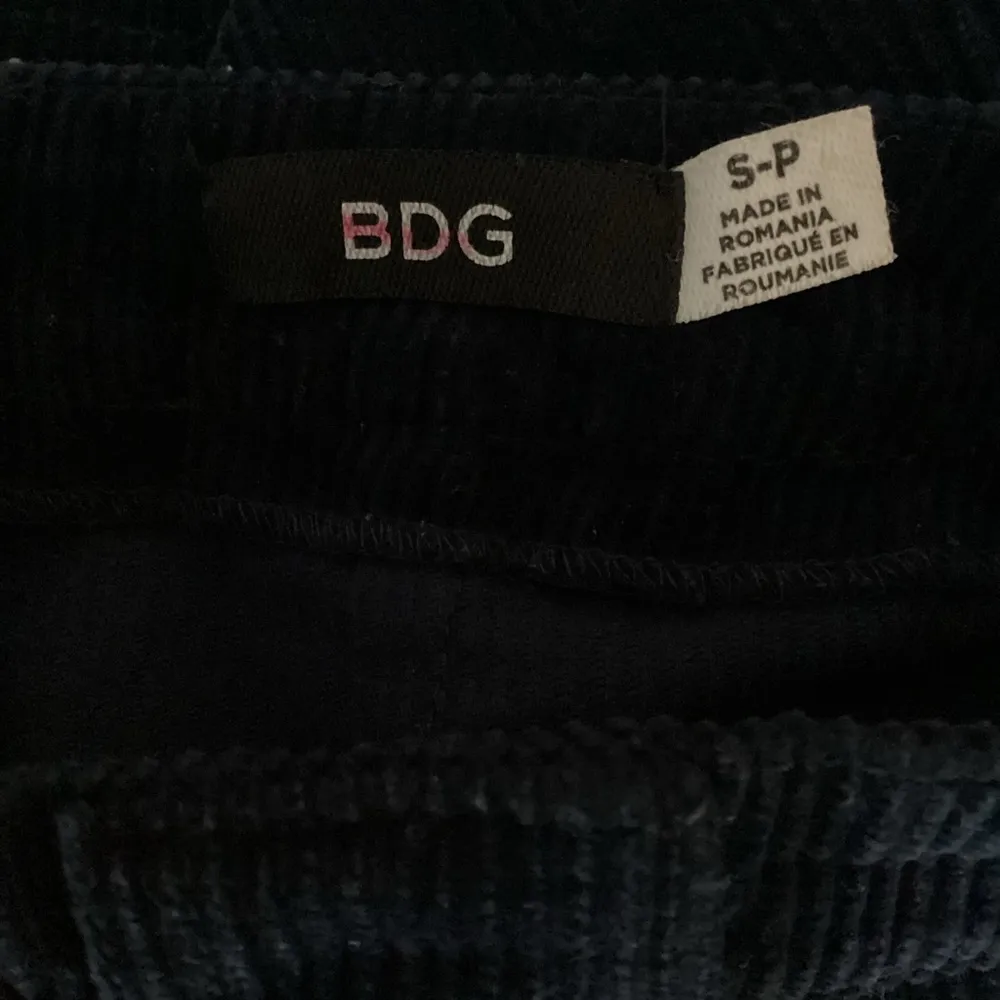 BDG
S-P
MADE IN
ROMANIA
FABRIQUÉ EN
ROUMANIE